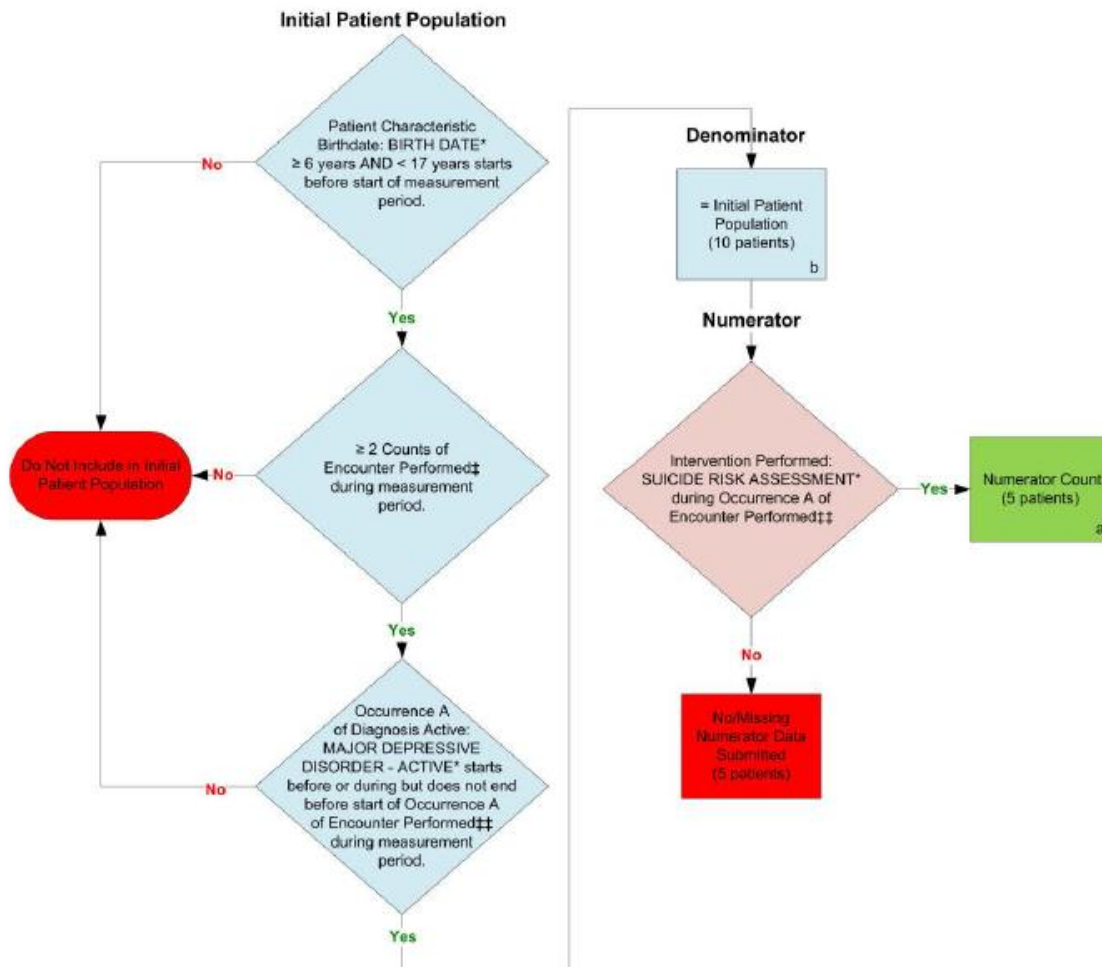 Initial Patient Population
Patient Characteristic
Birthdate: BIRTH DATE*
≥ 6 years AND < 17 years starts
before start of measurement
period.
No
Yes
≥ 2 Counts of
Encounter Performed‡
during measurement
period.
No
Do Not Include in Initial
Patient Population
Yes
Occurrence A
of Diagnosis Active:
MAJOR DEPRESSIVE
DISORDER - ACTIVE* starts
before or during but does not end
before start of Occurrence A
of Encounter Performed‡‡
during measurement
period.
No
Yes
Denominator
= Initial Patient
Population
(10 patients)
b
Numerator
Intervention Performed:
SUICIDE RISK ASSESSMENT*
during Occurrence A of
Encounter Performed‡‡
Yes
Numerator Count
(5 patients)
a
No
No/Missing
Numerator Data
Submitted
(5 patients)